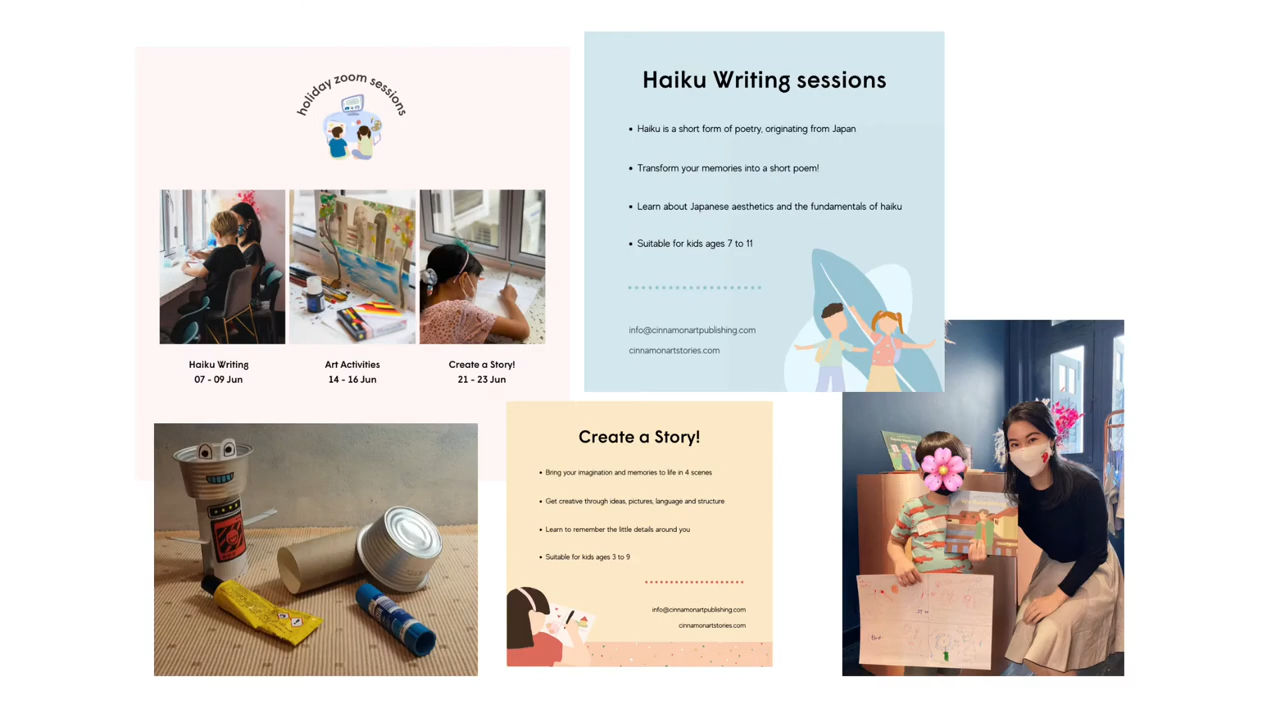 holiday zoom sessions
Haiku Writing
07 - 09 Jun
Art Activities
14 - 16 Jun
Create a Story!
21 - 23 Jun
Haiku Writing sessions
• Haiku is a short form of poetry, originating from Japan
• Transform your memories into a short poem!
• Learn about Japanese aesthetics and the fundamentals of haiku
• Suitable for kids ages 7 to 11
info@cinnamonartpublishing.com
cinnamonartstories.com
Create a Story!
• Bring your imagination and memories to life in 4 scenes
• Get creative through ideas, pictures, language and structure
• Learn to remember the little details around you
• Suitable for kids ages 3 to 9
info@cinnamonartpublishing.com
cinnamonartstories.com